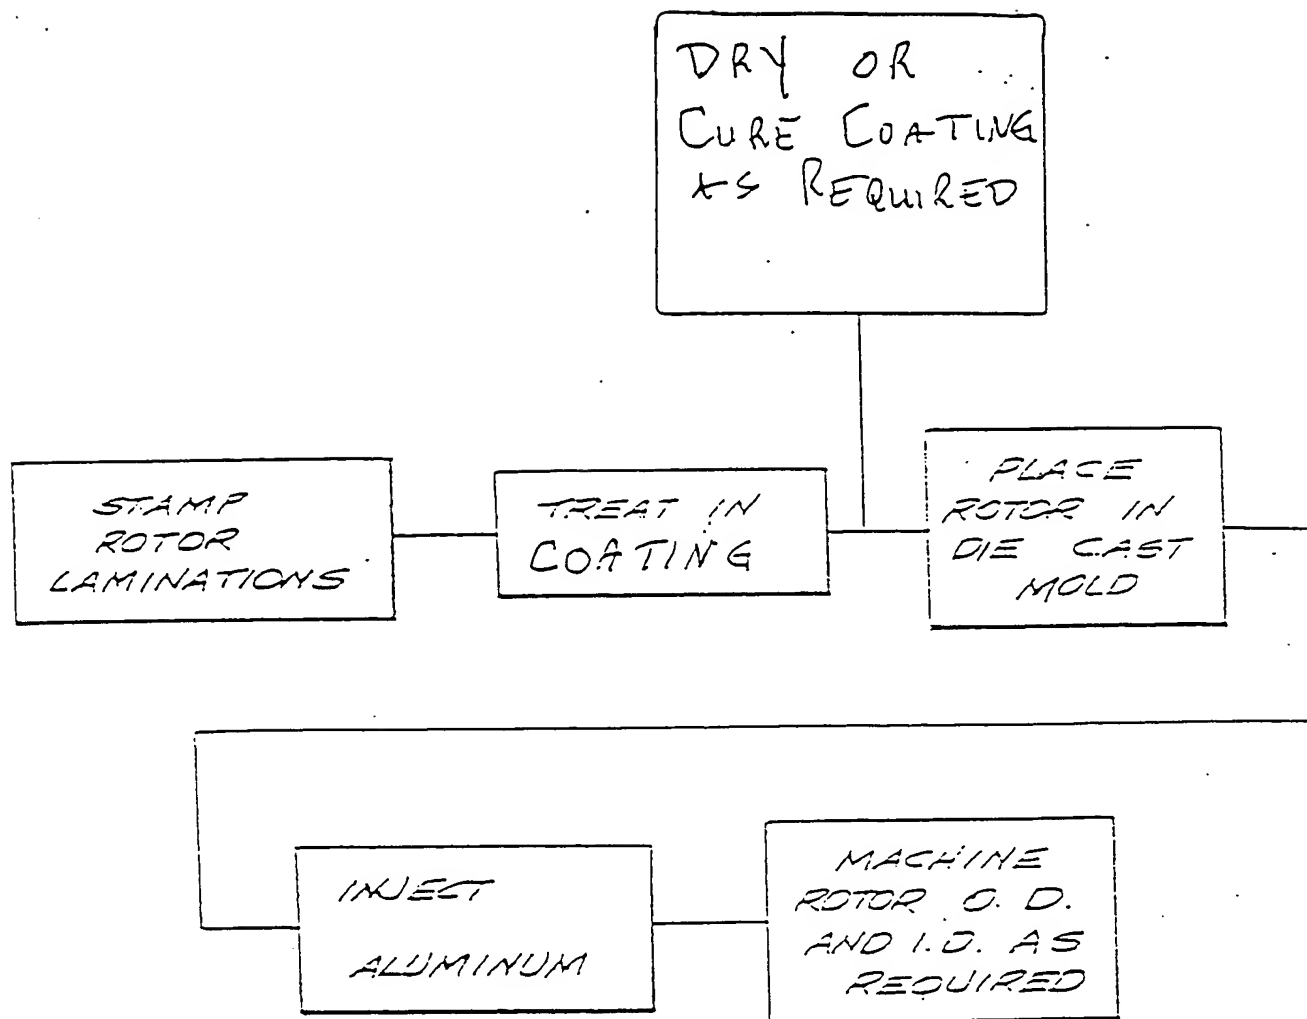 DRY OR
CURE COATING
AS REQUIRED
STAMP
ROTOR
LAMINATIONS
TREAT IN
COATING
PLACE
ROTOR IN
DIE CAST
MOLD
INJECT
ALUMINUM
MACHINE
ROTOR O.D.
AND I.D. AS
REQUIRED